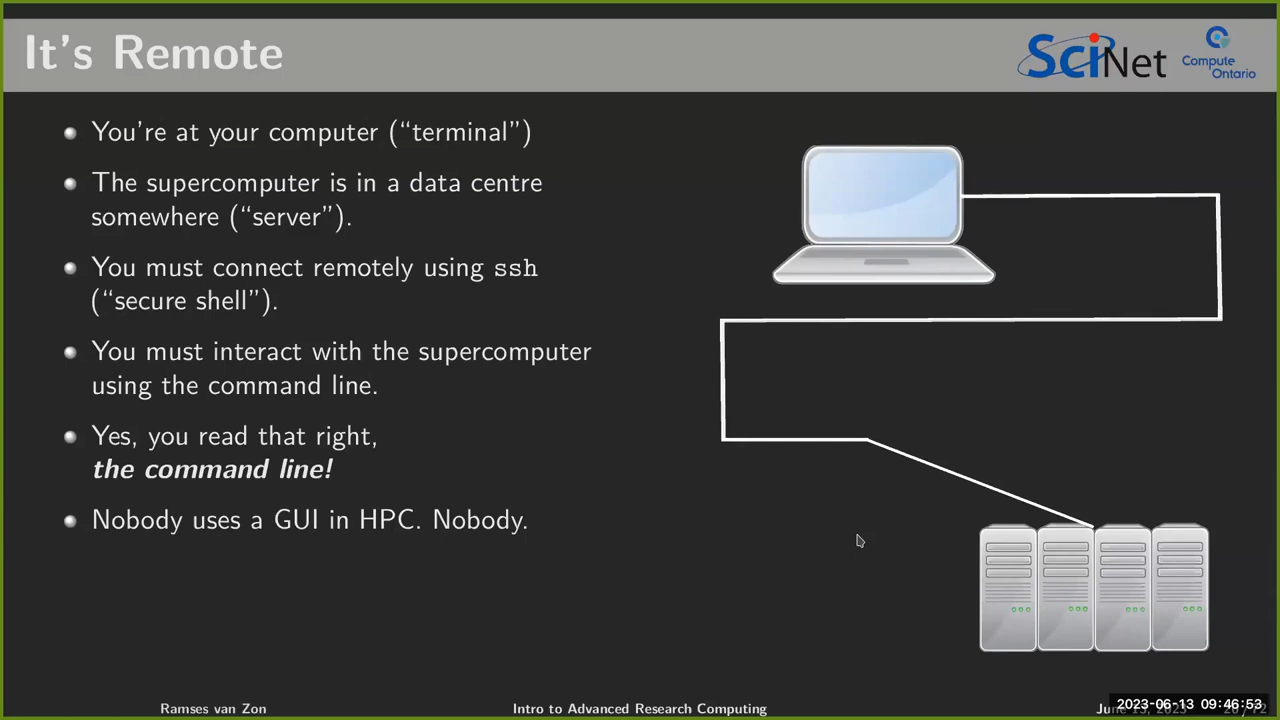 It's Remote
SciNet
Compute
Ontario
You're at your computer (“terminal”)
The supercomputer is in a data centre
somewhere (“server”).
You must connect remotely using ssh
(“secure shell”).
You must interact with the supercomputer
using the command line.
Yes, you read that right,
the command line!
Nobody uses a GUI in HPC. Nobody.
Ramses van Zon
Intro to Advanced Research Computing
2023-06-13 09:46:53